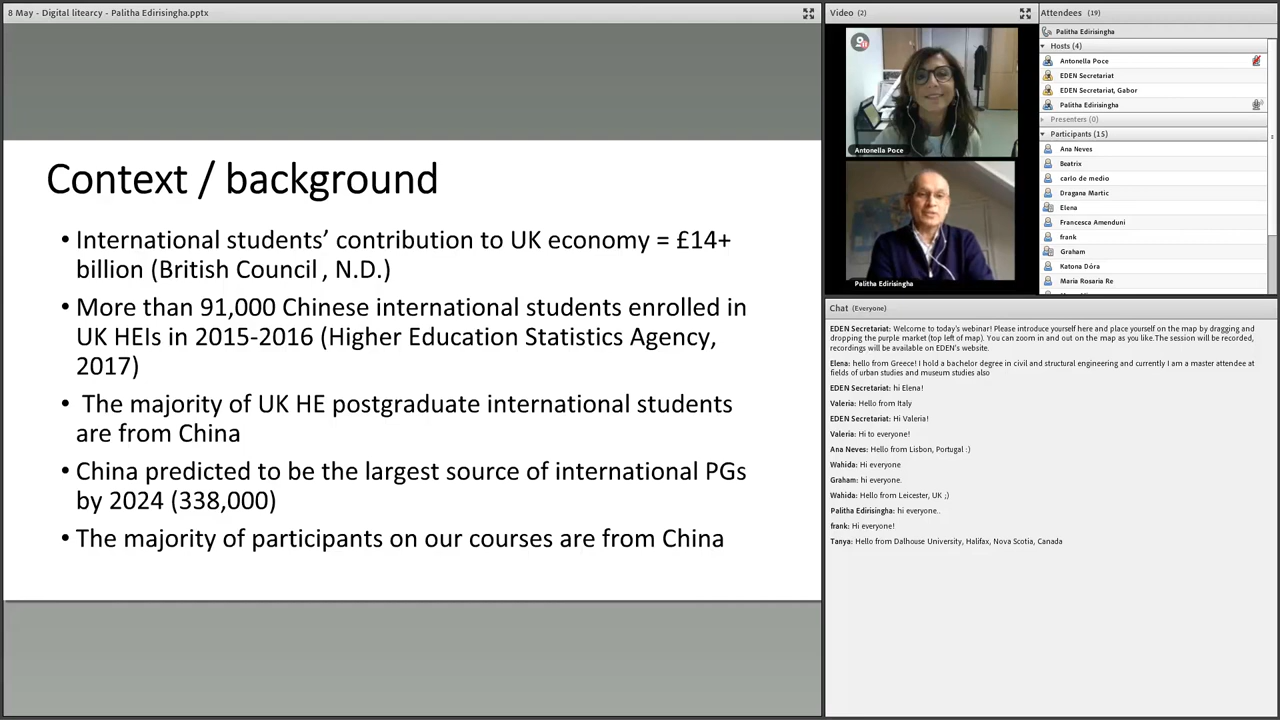 8 May - Digital litearcy - Palitha Edirisingha.pptx
Context / background
• International students’ contribution to UK economy = £14+
billion (British Council , N.D.)
• More than 91,000 Chinese international students enrolled in
UK HEIs in 2015-2016 (Higher Education Statistics Agency,
2017)
• The majority of UK HE postgraduate international students
are from China
• China predicted to be the largest source of international PGs
by 2024 (338,000)
• The majority of participants on our courses are from China
Video (2)
Antonella Poce
Palitha Edirisingha
Attendees (19)
Palitha Edirisingha
Hosts (4)
Antonella Poce
EDEN Secretariat
EDEN Secretariat, Gabor
Palitha Edirisingha
Presenters (0)
Participants (15)
Ana Neves
Beatrix
carlo de medio
Dragana Martic
Elena
Francesca Amenduni
frank
Graham
Katona Dóra
Maria Rosaria Re
Chat (Everyone)
EDEN Secretariat: Welcome to today's webinar! Please introduce yourself here and place yourself on the map by dragging and
dropping the purple market (top left of map). You can zoom in and out on the map as you like.The session will be recorded,
recordings will be available on EDEN's website.
Elena: hello from Greece! I hold a bachelor degree in civil and structural engineering and currently I am a master attendee at
fields of urban studies and museum studies also
EDEN Secretariat: hi Elena!
Valeria: Hello from Italy
EDEN Secretariat: Hi Valeria!
Valeria: Hi to everyone!
Ana Neves: Hello from Lisbon, Portugal :)
Wahida: Hi everyone
Graham: hi everyone.
Wahida: Hello from Leicester, UK ;)
Palitha Edirisingha: hi everyone..
frank: Hi everyone!
Tanya: Hello from Dalhouse University, Halifax, Nova Scotia, Canada